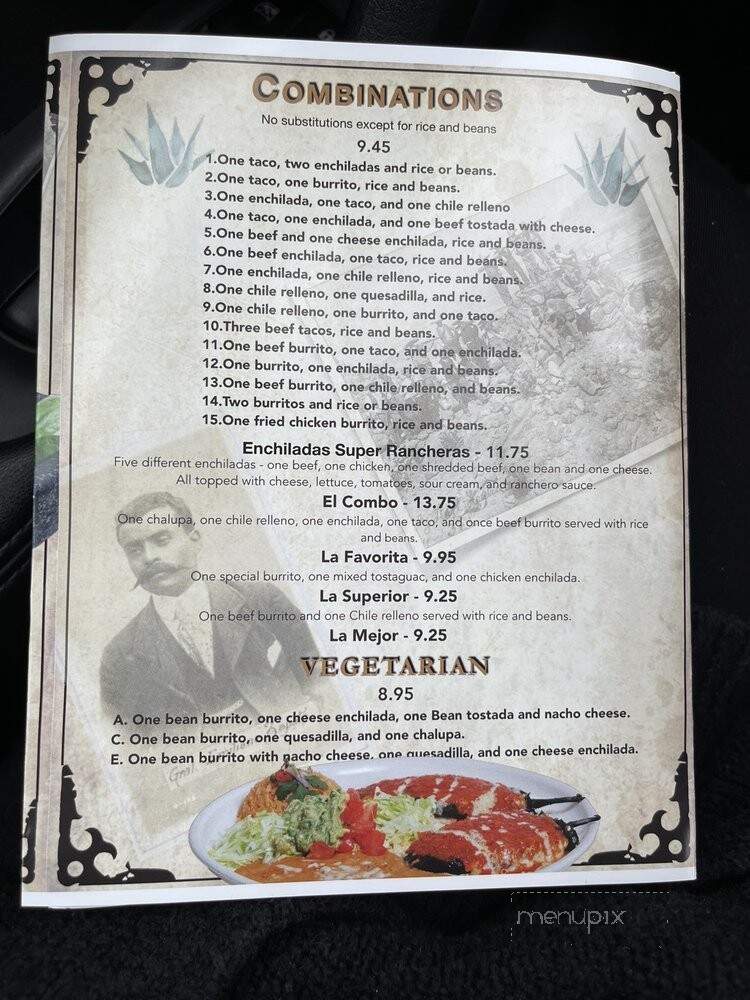 COMBINATIONS
No substitutions except for rice and beans
9.45
1.One taco, two enchiladas and rice or beans.
2.One taco, one burrito, rice and beans.
3.One enchilada, one taco, and one chile relleno
4.One taco, one enchilada, and one beef tostada with cheese.
5.One beef and one cheese enchilada, rice and beans.
6.One beef enchilada, one taco, rice and beans.
7.One enchilada, one chile relleno, rice and beans.
8.One chile relleno, one quesadilla, and rice.
9.One chile relleno, one burrito, and one taco.
10.Three beef tacos, rice and beans.
11.One beef burrito, one taco, and one enchilada.
12.One burrito, one enchilada, rice and beans.
13.One beef burrito, one chile relleno, and beans.
14.Two burritos and rice or beans.
15.One fried chicken burrito, rice and beans.
Enchiladas Super Rancheras - 11.75
Five different enchiladas - one beef, one chicken, one shredded beef, one bean and one cheese.
All topped with cheese, lettuce, tomatoes, sour cream, and ranchero sauce.
El Combo - 13.75
One chalupa, one chile relleno, one enchilada, one taco, and once beef burrito served with rice
and beans.
La Favorita - 9.95
One special burrito, one mixed tostaguac, and one chicken enchilada.
La Superior - 9.25
One beef burrito and one Chile relleno served with rice and beans.
La Mejor - 9.25
VEGETARIAN
8.95
A. One bean burrito, one cheese enchilada, one Bean tostada and nacho cheese.
C. One bean burrito, one quesadilla, and one chalupa.
E. One bean burrito with nacho cheese, one quesadilla, and one cheese enchilada.
menupix